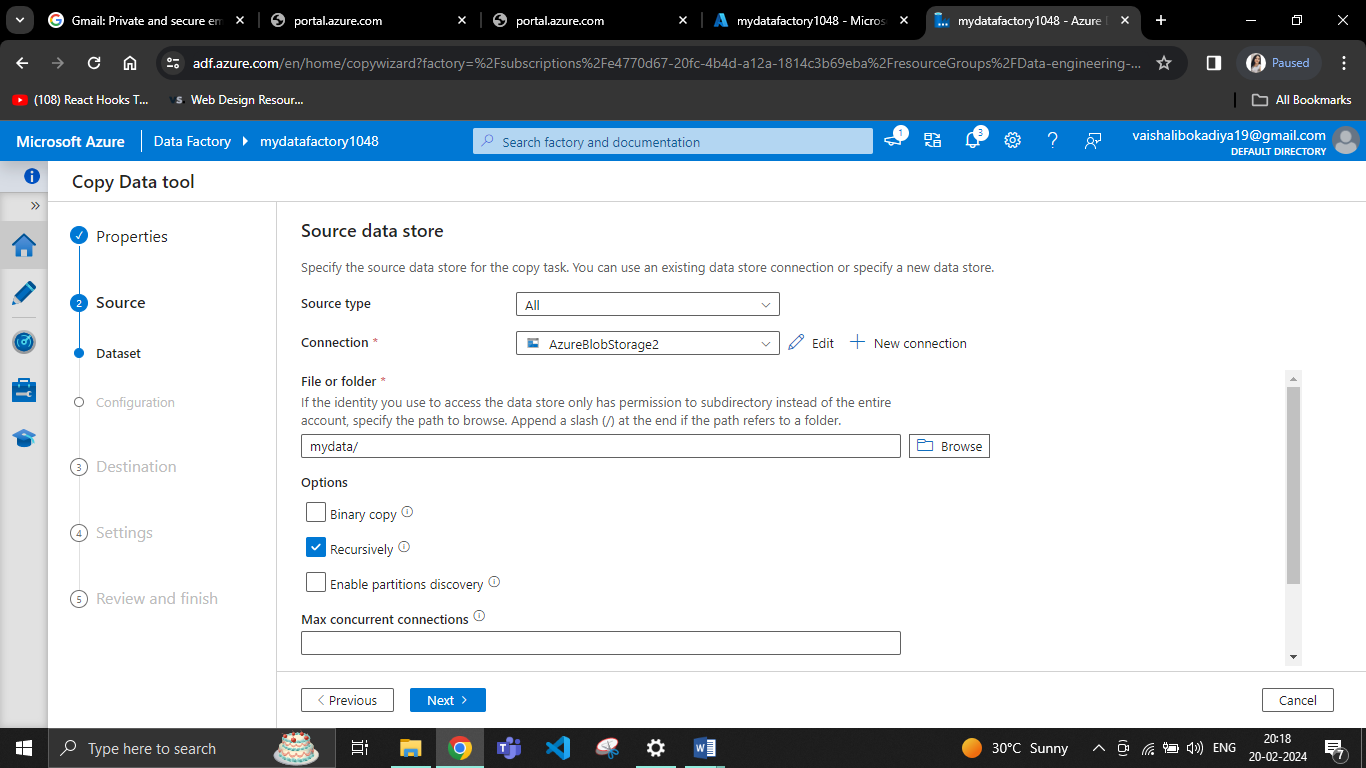 Gmail: Private and secure em
portal.azure.com
portal.azure.com
mydatafactory1048 - Micros
mydatafactory1048 - Azure
adf.azure.com/en/home/copywizard?factory=%2Fsubscriptions%2Fe4770d67-20fc-4b4d-a12a-1814c3b69eba%2FresourceGroups%2FData-engineering-...
Paused
(108) React Hooks T...
Web Design Resour...
All Bookmarks
Microsoft Azure
Data Factory
mydatafactory1048
Search factory and documentation
1
3
vaishalibokadiya19@gmail.com
DEFAULT DIRECTORY
Copy Data tool
Properties
2 Source
Dataset
Configuration
3 Destination
4 Settings
5 Review and finish
Source data store
Specify the source data store for the copy task. You can use an existing data store connection or specify a new data store.
Source type
All
Connection *
AzureBlobStorage2
Edit
New connection
File or folder *
If the identity you use to access the data store only has permission to subdirectory instead of the entire
account, specify the path to browse. Append a slash (/) at the end if the path refers to a folder.
mydata/
Browse
Options
Binary copy
Recursively
Enable partitions discovery
Max concurrent connections
Previous
Next
Cancel
Type here to search
30°C Sunny
ENG
20:18
20-02-2024
7